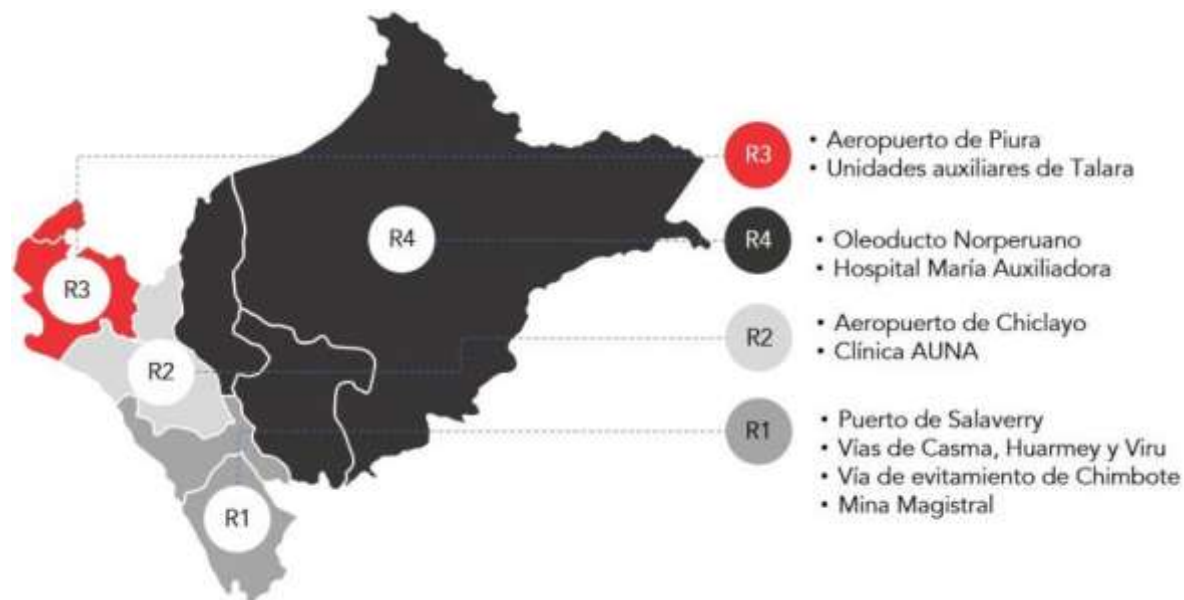 R3
R4
R2
R1
R3
• Aeropuerto de Piura
• Unidades auxiliares de Talara
R4
• Oleoducto Norperuano
• Hospital María Auxiliadora
R2
• Aeropuerto de Chiclayo
• Clínica AUNA
R1
• Puerto de Salaverry
• Vías de Casma, Huarmey y Viru
• Vía de evitamiento de Chimbote
• Mina Magistral